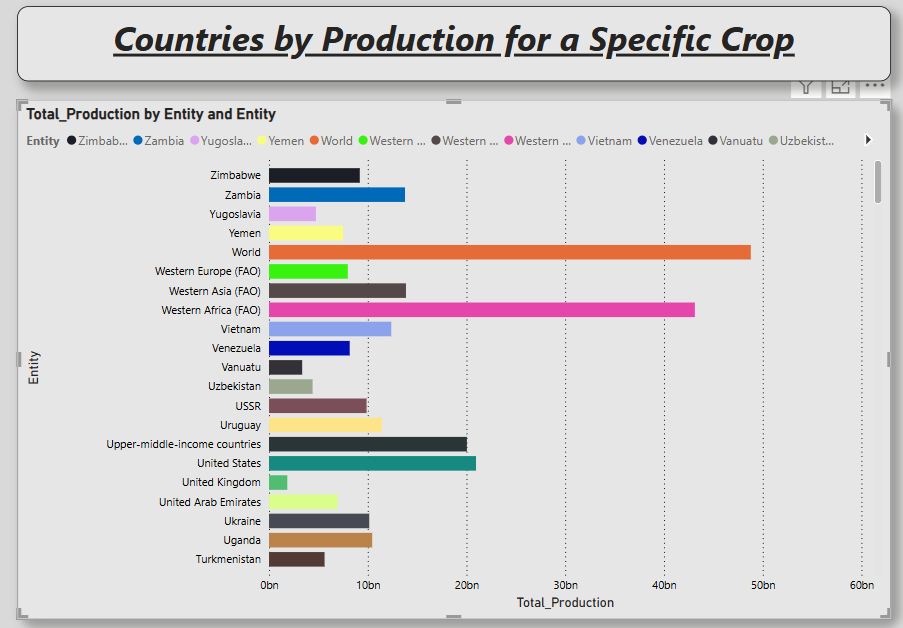 Countries by Production for a Specific Crop
Total_Production by Entity and Entity
Entity Zimbab... Zambia Yugosla... Yemen World Western ... Western ... Western ... Vietnam Venezuela Vanuatu Uzbekist...
Zimbabwe
Zambia
Yugoslavia
Yemen
World
Western Europe (FAO)
Western Asia (FAO)
Western Africa (FAO)
Vietnam
Venezuela
Vanuatu
Uzbekistan
USSR
Uruguay
Upper-middle-income countries
United States
United Kingdom
United Arab Emirates
Ukraine
Uganda
Turkmenistan
Entity
0bn 10bn 20bn 30bn 40bn 50bn 60bn
Total_Production